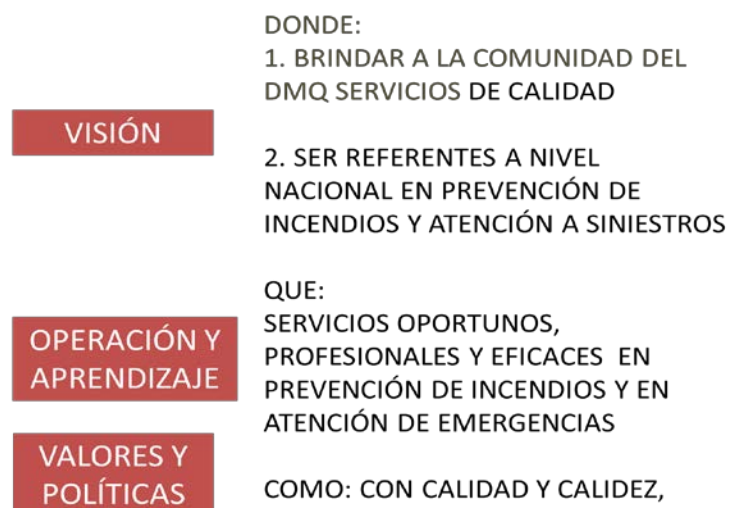 DONDE:
1. BRINDAR A LA COMUNIDAD DEL
DMQ SERVICIOS DE CALIDAD
VISIÓN
2. SER REFERENTES A NIVEL
NACIONAL EN PREVENCIÓN DE
INCENDIOS Y ATENCIÓN A SINIESTROS
QUE:
SERVICIOS OPORTUNOS,
PROFESIONALES Y EFICACES EN
PREVENCIÓN DE INCENDIOS Y EN
ATENCIÓN DE EMERGENCIAS
OPERACIÓN Y
APRENDIZAJE
VALORES Y
POLÍTICAS
COMO: CON CALIDAD Y CALIDEZ,